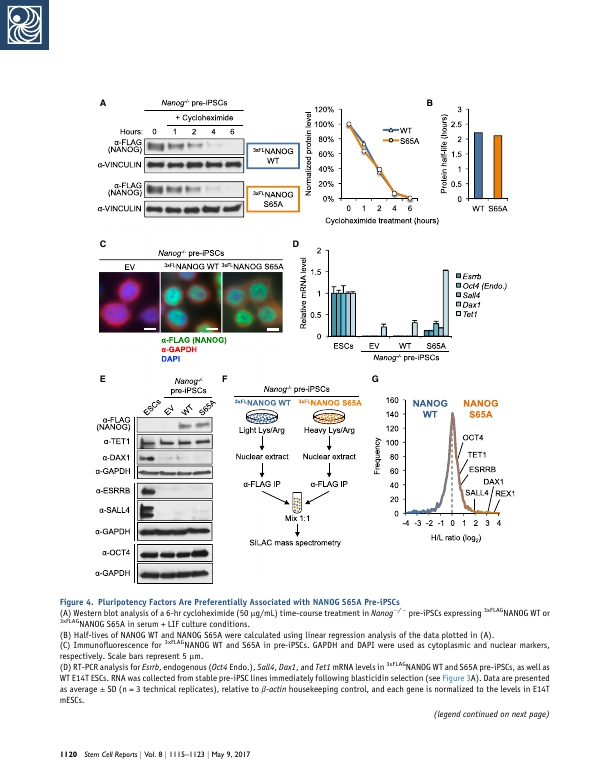 A
Nanog-/- pre-iPSCs
+ Cycloheximide
Hours: 0 1 2 4 6
α-FLAG
(NANOG)
α-VINCULIN
3xFLNANOG
WT
α-FLAG
(NANOG)
α-VINCULIN
3xFLNANOG
S65A
Normalized protein level
120%
100%
80%
60%
40%
20%
0%
WT
S65A
0 1 2 4 6
Cycloheximide treatment (hours)
B
Protein half-life (hours)
3
2.5
2
1.5
1
0.5
0
WT S65A
C
Nanog-/- pre-iPSCs
EV 3xFLNANOG WT 3xFLNANOG S65A
α-FLAG (NANOG)
α-GAPDH
DAPI
D
Relative mRNA level
2
1.5
1
0.5
0
ESCs EV WT S65A
Nanog-/- pre-iPSCs
Esrrb
Oct4 (Endo.)
Sall4
Dax1
Tet1
E
Nanog-/-
pre-iPSCs
ESCs EV WT S65A
α-FLAG
(NANOG)
α-TET1
α-DAX1
α-GAPDH
α-ESRRB
α-SALL4
α-GAPDH
α-OCT4
α-GAPDH
F
Nanog-/- pre-iPSCs
3xFLNANOG WT 3xFLNANOG S65A
Light Lys/Arg Heavy Lys/Arg
Nuclear extract Nuclear extract
α-FLAG IP α-FLAG IP
Mix 1:1
SILAC mass spectrometry
G
Frequency
160
140
120
100
80
60
40
20
0
NANOG
WT
NANOG
S65A
OCT4
TET1
ESRRB
DAX1
SALL4
REX1
-4 -3 -2 -1 0 1 2 3 4
H/L ratio (log2)
Figure 4. Pluripotency Factors Are Preferentially Associated with NANOG S65A Pre-iPSCs
(A) Western blot analysis of a 6-hr cycloheximide (50 μg/mL) time-course treatment in Nanog−/− pre-iPSCs expressing 3xFLAGNANOG WT or
3xFLAGNANOG S65A in serum + LIF culture conditions.
(B) Half-lives of NANOG WT and NANOG S65A were calculated using linear regression analysis of the data plotted in (A).
(C) Immunofluorescence for 3xFLAGNANOG WT and S65A in pre-iPSCs. GAPDH and DAPI were used as cytoplasmic and nuclear markers,
respectively. Scale bars represent 5 μm.
(D) RT-PCR analysis for Esrrb, endogenous (Oct4 Endo.), Sall4, Dax1, and Tet1 mRNA levels in 3xFLAGNANOG WT and S65A pre-iPSCs, as well as
WT E14T ESCs. RNA was collected from stable pre-iPSC lines immediately following blasticidin selection (see Figure 3A). Data are presented
as average ± SD (n = 3 technical replicates), relative to β-actin housekeeping control, and each gene is normalized to the levels in E14T
mESCs.
(legend continued on next page)
1120 Stem Cell Reports | Vol. 8 | 1115–1123 | May 9, 2017